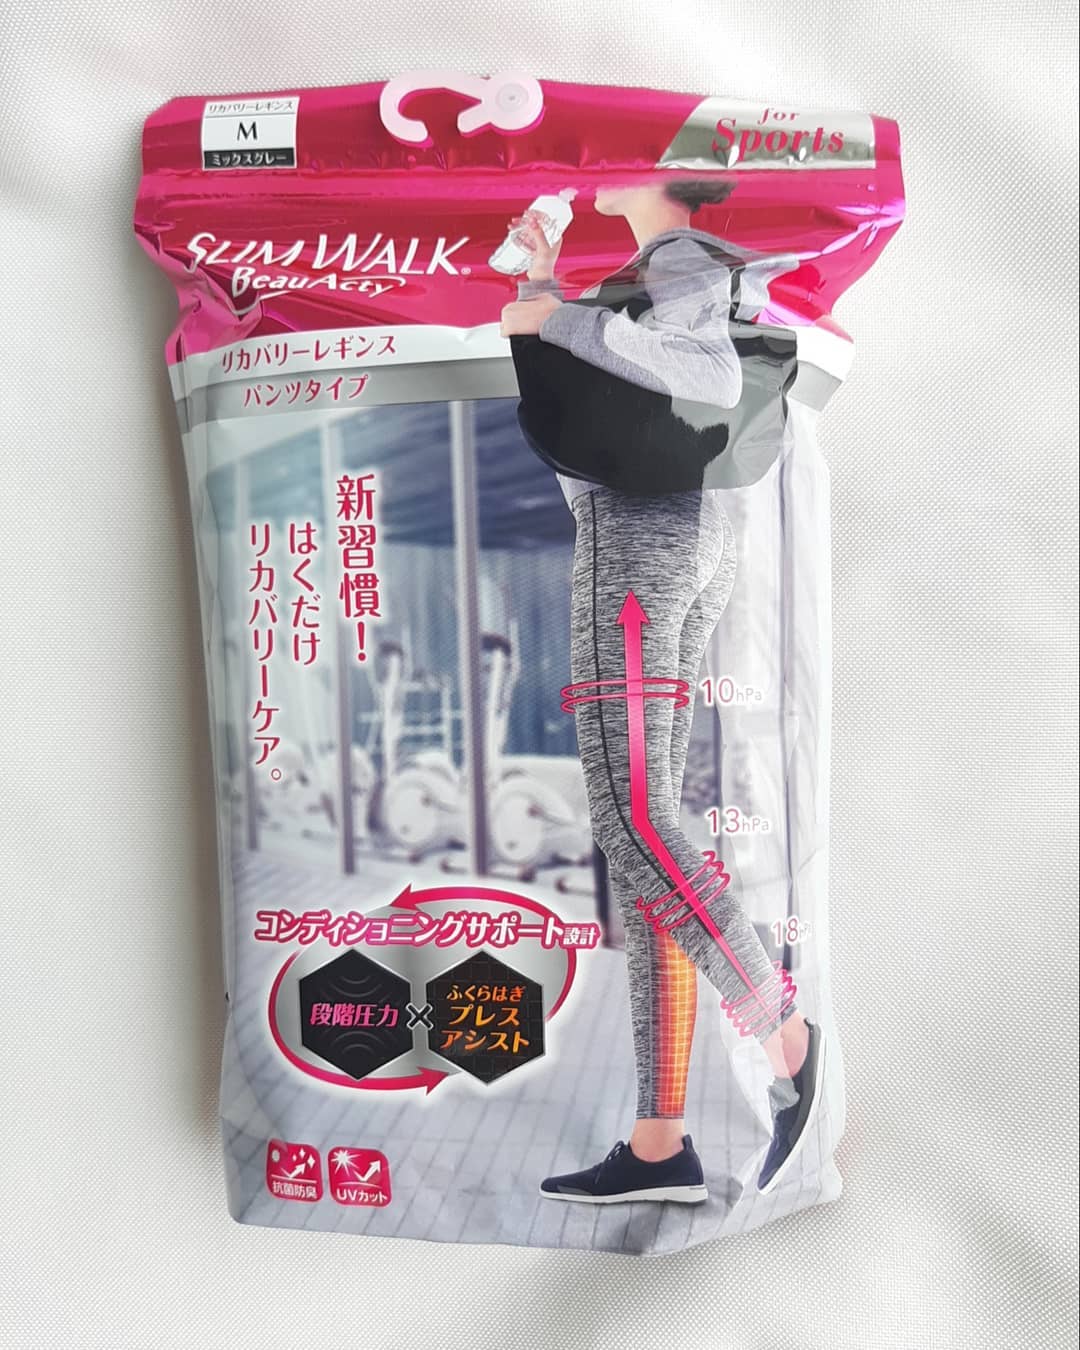 リカバリーレギンス
M
ミックスグレー
for
Sports
SLIM WALK®
BeauActy
リカバリーレギンス
パンツタイプ
新習慣！
はくだけ
リカバリーケア。
10hPa
13hPa
18hPa
コンディショニングサポート設計
段階圧力
×
ふくらはぎ
プレス
アシスト
抗菌防臭
UVカット